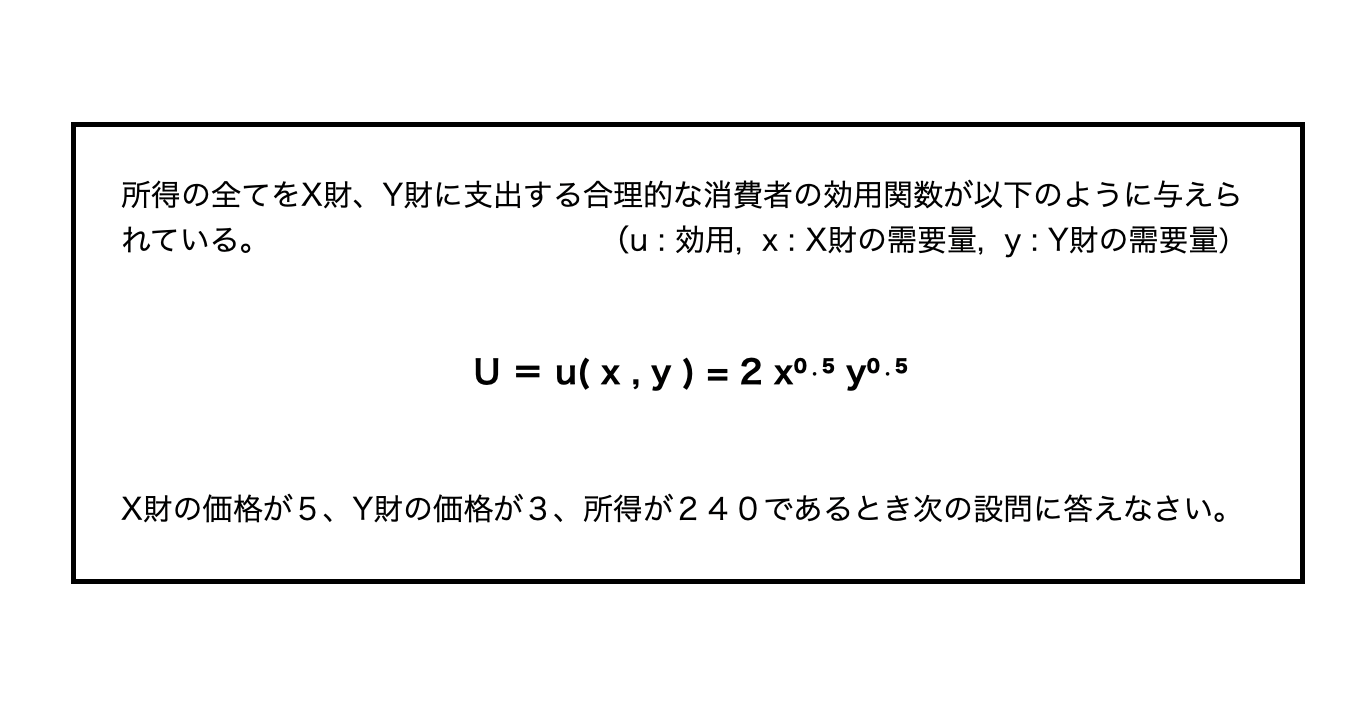 所得の全てをX財、Y財に支出する合理的な消費者の効用関数が以下のように与えら
れている。 （u : 効用, x : X財の需要量, y : Y財の需要量）
U = u( x , y ) = 2 x⁰·⁵ y⁰·⁵
X財の価格が５、Y財の価格が３、所得が２４０であるとき次の設問に答えなさい。